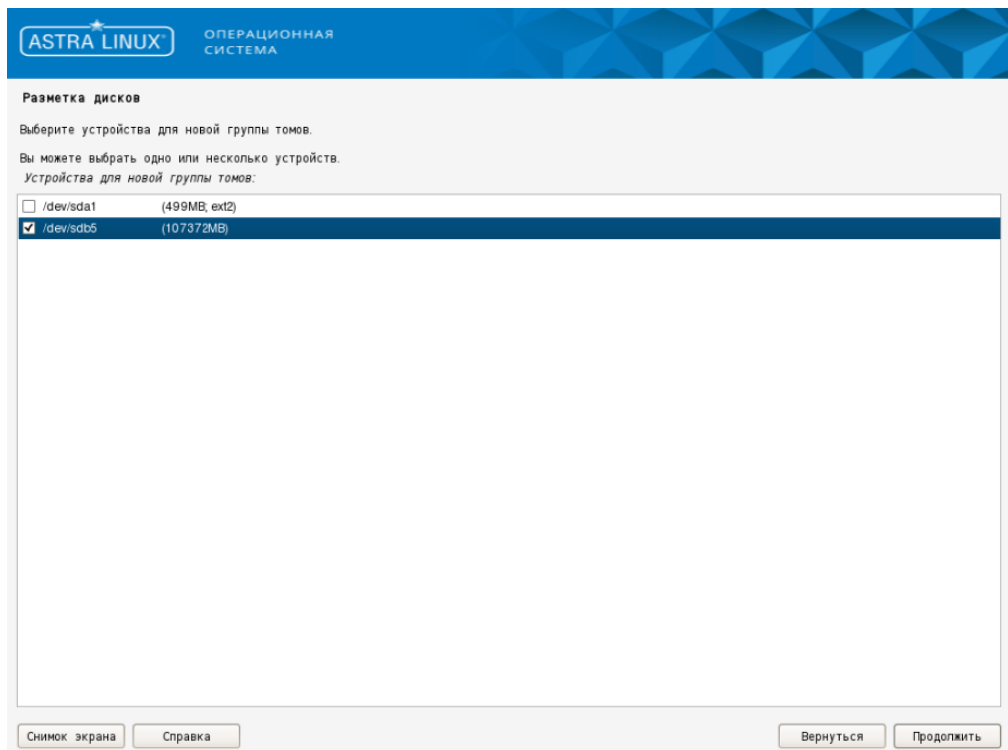 ASTRA LINUX®
ОПЕРАЦИОННАЯ
СИСТЕМА
Разметка дисков
Выберите устройства для новой группы томов.
Вы можете выбрать одно или несколько устройств.
Устройства для новой группы томов:
/dev/sda1 (499MB; ext2)
/dev/sdb5 (107372MB)
Снимок экрана Справка Вернуться Продолжить